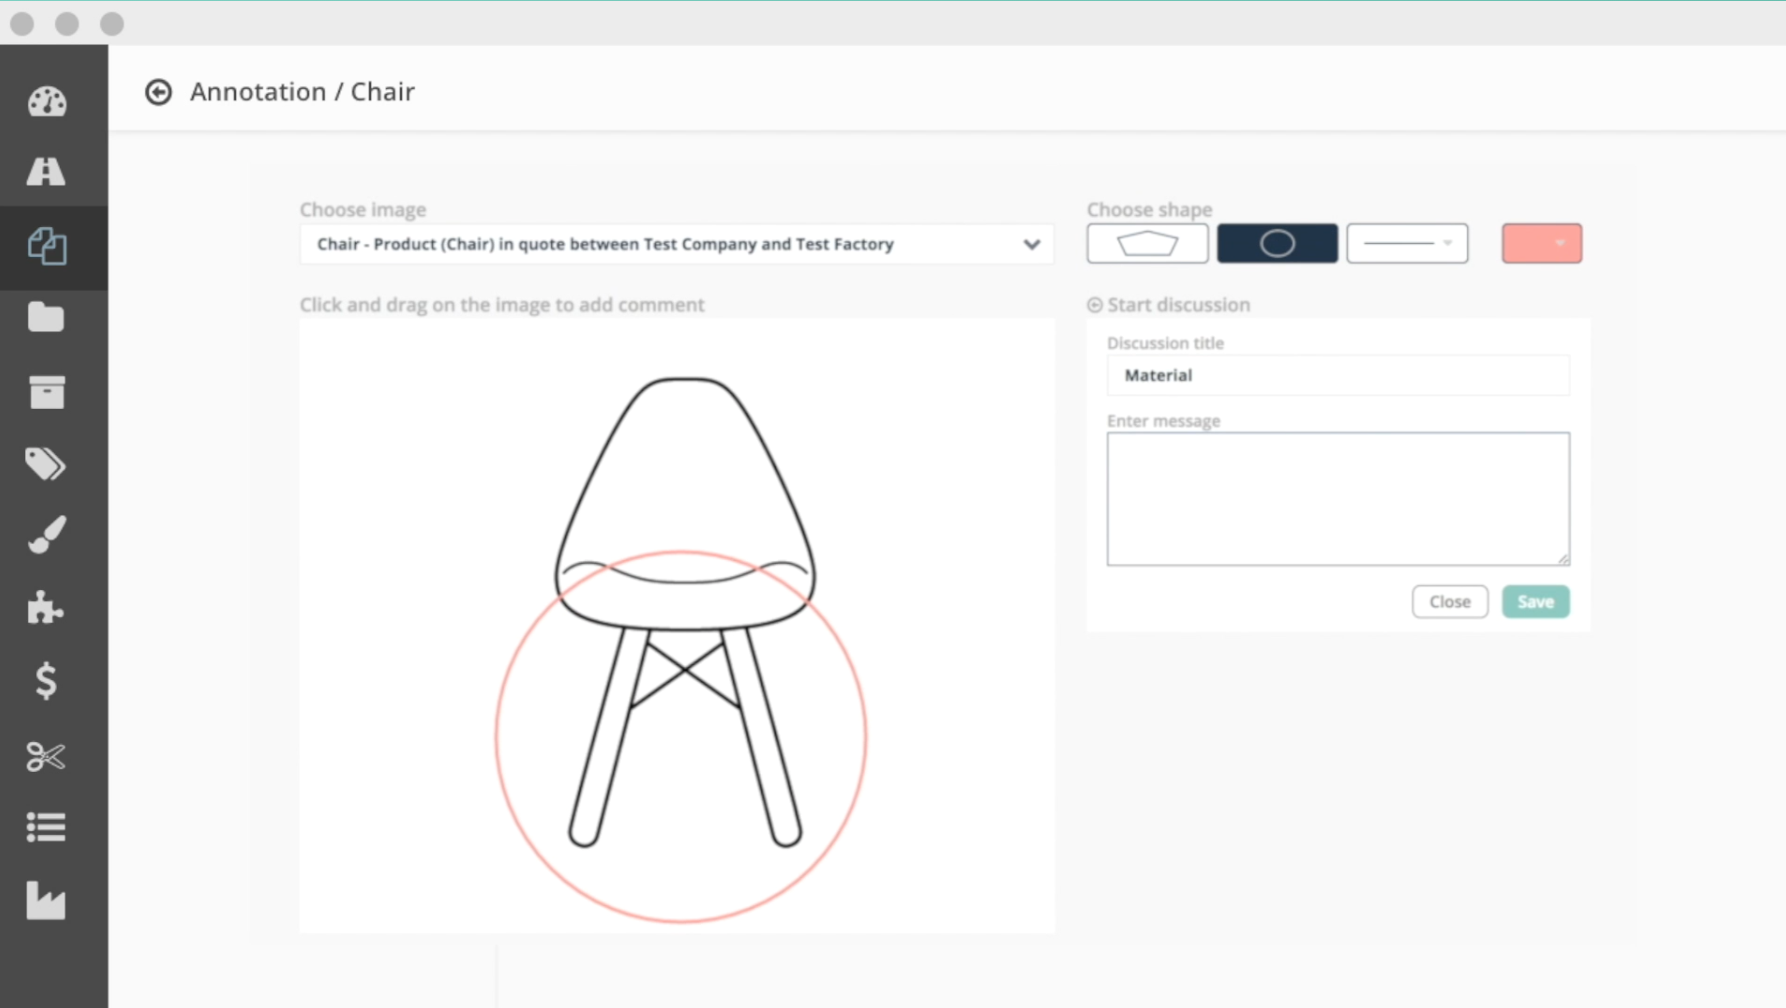 Annotation / Chair
Choose image
Chair - Product (Chair) in quote between Test Company and Test Factory
Choose shape
Click and drag on the image to add comment
Start discussion
Discussion title
Material
Enter message
Close
Save